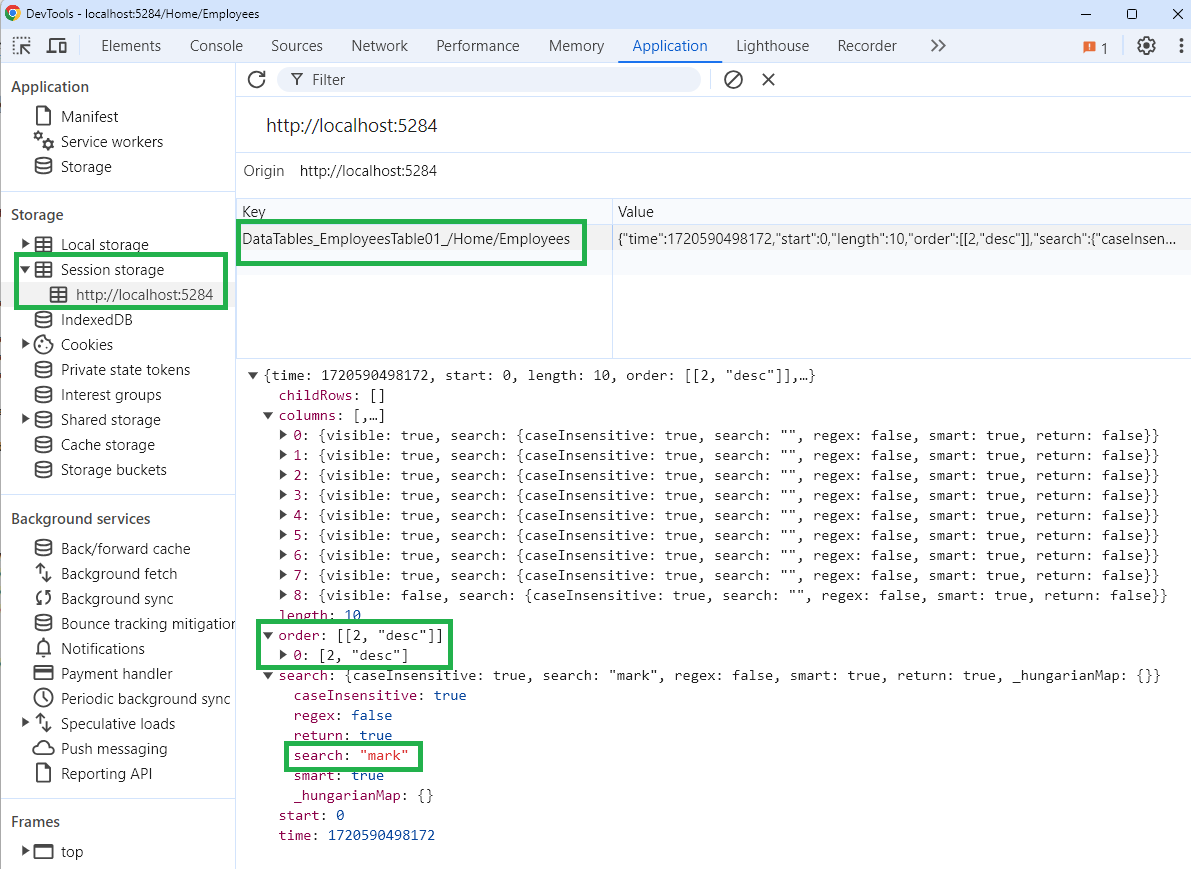 DevTools - localhost:5284/Home/Employees
Elements Console Sources Network Performance Memory Application Lighthouse Recorder 1
Application
Manifest
Service workers
Storage
Storage
Local storage
Session storage
http://localhost:5284
IndexedDB
Cookies
Private state tokens
Interest groups
Shared storage
Cache storage
Storage buckets
Background services
Back/forward cache
Background fetch
Background sync
Bounce tracking mitigation
Notifications
Payment handler
Periodic background sync
Speculative loads
Push messaging
Reporting API
Frames
top
Filter
http://localhost:5284
Origin http://localhost:5284
Key Value
DataTables_EmployeesTable01_/Home/Employees {"time":1720590498172,"start":0,"length":10,"order":[[2,"desc"]],"search":{"caseInsen...
{time: 1720590498172, start: 0, length: 10, order: [[2, "desc"]],…}
childRows: []
columns: [,…]
0: {visible: true, search: {caseInsensitive: true, search: "", regex: false, smart: true, return: false}}
1: {visible: true, search: {caseInsensitive: true, search: "", regex: false, smart: true, return: false}}
2: {visible: true, search: {caseInsensitive: true, search: "", regex: false, smart: true, return: false}}
3: {visible: true, search: {caseInsensitive: true, search: "", regex: false, smart: true, return: false}}
4: {visible: true, search: {caseInsensitive: true, search: "", regex: false, smart: true, return: false}}
5: {visible: true, search: {caseInsensitive: true, search: "", regex: false, smart: true, return: false}}
6: {visible: true, search: {caseInsensitive: true, search: "", regex: false, smart: true, return: false}}
7: {visible: true, search: {caseInsensitive: true, search: "", regex: false, smart: true, return: false}}
8: {visible: false, search: {caseInsensitive: true, search: "", regex: false, smart: true, return: false}}
length: 10
order: [[2, "desc"]]
0: [2, "desc"]
search: {caseInsensitive: true, search: "mark", regex: false, smart: true, return: true, _hungarianMap: {}}
caseInsensitive: true
regex: false
return: true
search: "mark"
smart: true
_hungarianMap: {}
start: 0
time: 1720590498172